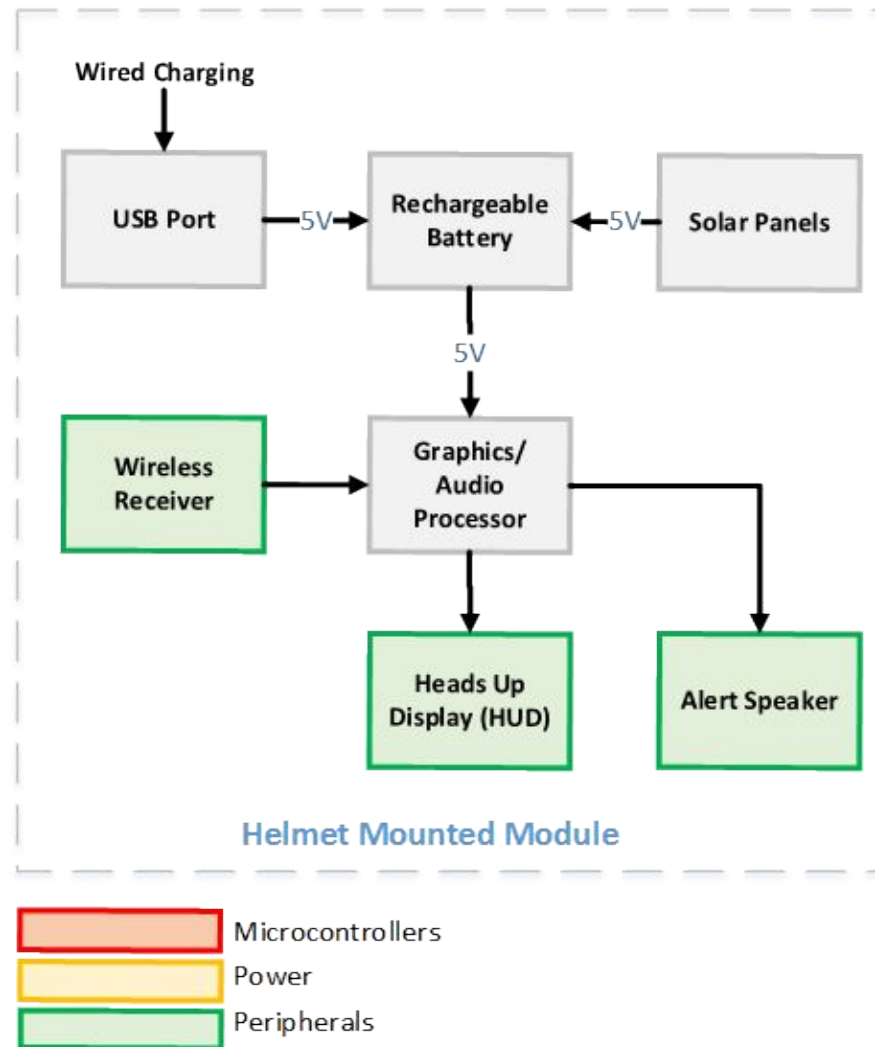 Wired Charging
USB Port
5V
Rechargeable
Battery
5V
Solar Panels
5V
Wireless
Receiver
Graphics/
Audio
Processor
Heads Up
Display (HUD)
Alert Speaker
Helmet Mounted Module
Microcontrollers
Power
Peripherals